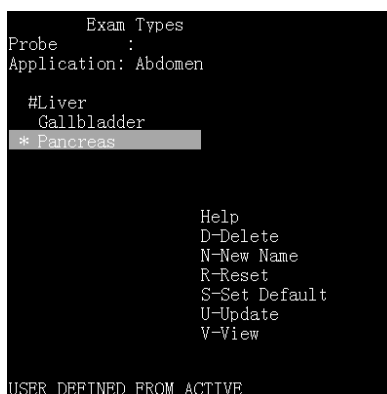 Exam Types
Probe :
Application: Abdomen
#Liver
Gallbladder
* Pancreas
Help
D-Delete
N-New Name
R-Reset
S-Set Default
U-Update
V-View
USER DEFINED FROM ACTIVE